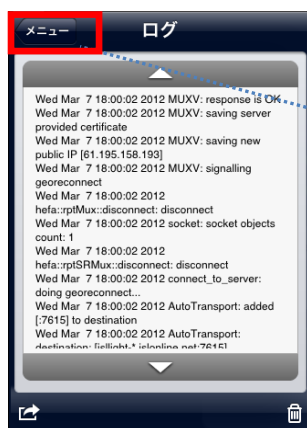 メニュー
ログ
Wed Mar 7 18:00:02 2012 MUXV: response is OK
Wed Mar 7 18:00:02 2012 MUXV: saving server
provided certificate
Wed Mar 7 18:00:02 2012 MUXV: saving new
public IP [61.195.158.193]
Wed Mar 7 18:00:02 2012 MUXV: signalling
georeconnect
Wed Mar 7 18:00:02 2012
hefa::rptMux::disconnect: disconnect
Wed Mar 7 18:00:02 2012 socket: socket objects
count: 1
Wed Mar 7 18:00:02 2012
hefa::rptSRMux::disconnect: disconnect
Wed Mar 7 18:00:02 2012 connect_to_server:
doing georeconnect...
Wed Mar 7 18:00:02 2012 AutoTransport: added
[:7615] to destination
Wed Mar 7 18:00:02 2012 AutoTransport:
destination: [isllight-*.islonline.net:7615]